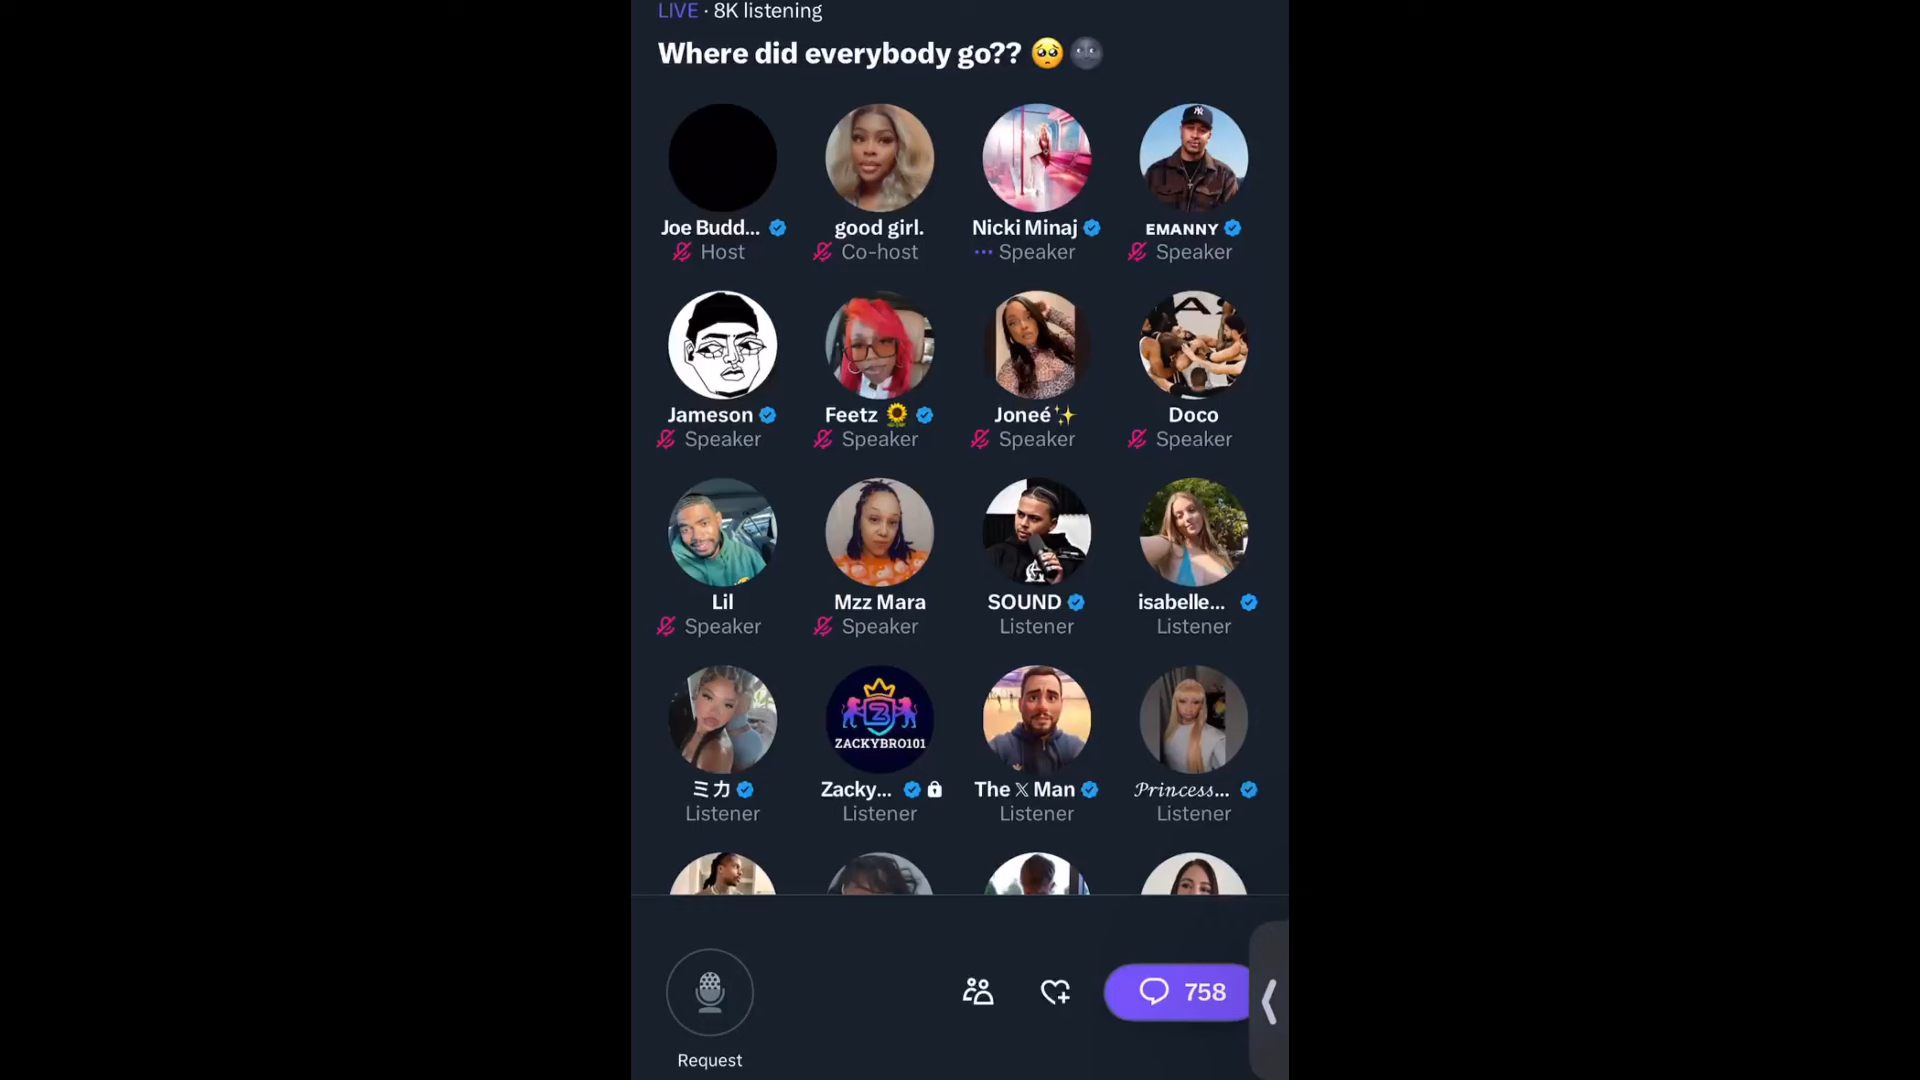 LIVE · 8K listening
Where did everybody go?? 🥺🌚
Joe Budd... good girl. Nicki Minaj ᴇᴍᴀɴɴʏ
Host Co-host Speaker Speaker
Jameson Feetz 🌻 Joneé✨ Doco
Speaker Speaker Speaker Speaker
Lil Mzz Mara SOUND isabelle...
Speaker Speaker Listener Listener
ZACKYBRO101
ミカ Zacky... The 𝕏 Man 𝒫𝓇𝒾𝓃𝒸𝑒𝓈𝓈...
Listener Listener Listener Listener
758
Request